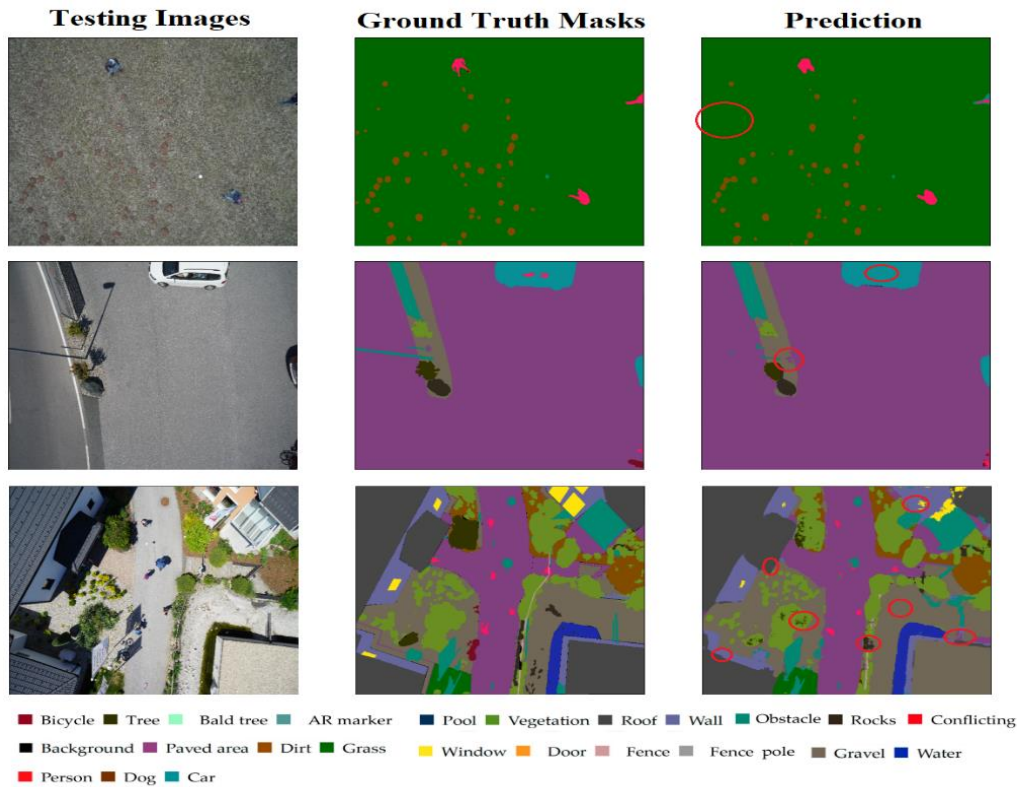 Testing Images Ground Truth Masks Prediction
Bicycle Tree Bald tree AR marker Pool Vegetation Roof Wall Obstacle Rocks Conflicting
Background Paved area Dirt Grass Window Door Fence Fence pole Gravel Water
Person Dog Car